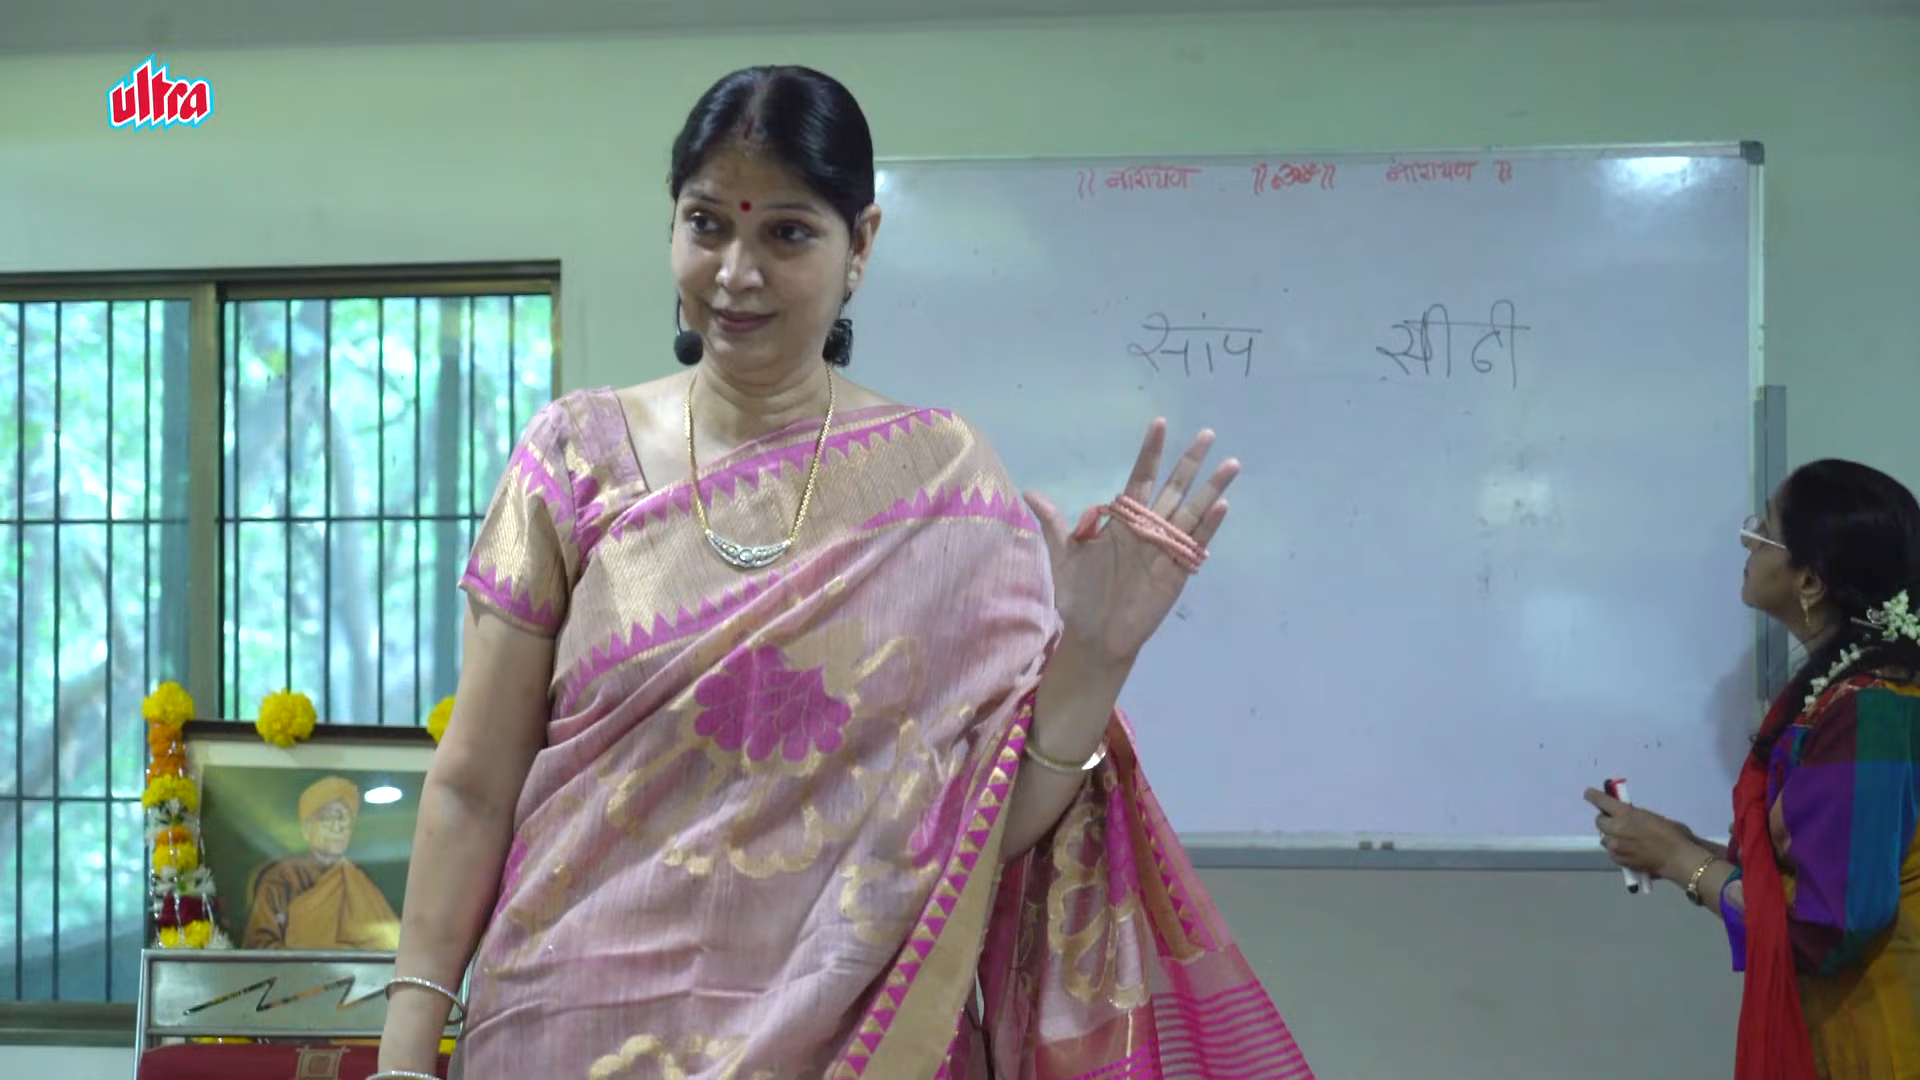 ultra
॥ नारायण ॥ ॐ ॥ नारायण ॥
सांप सीढी